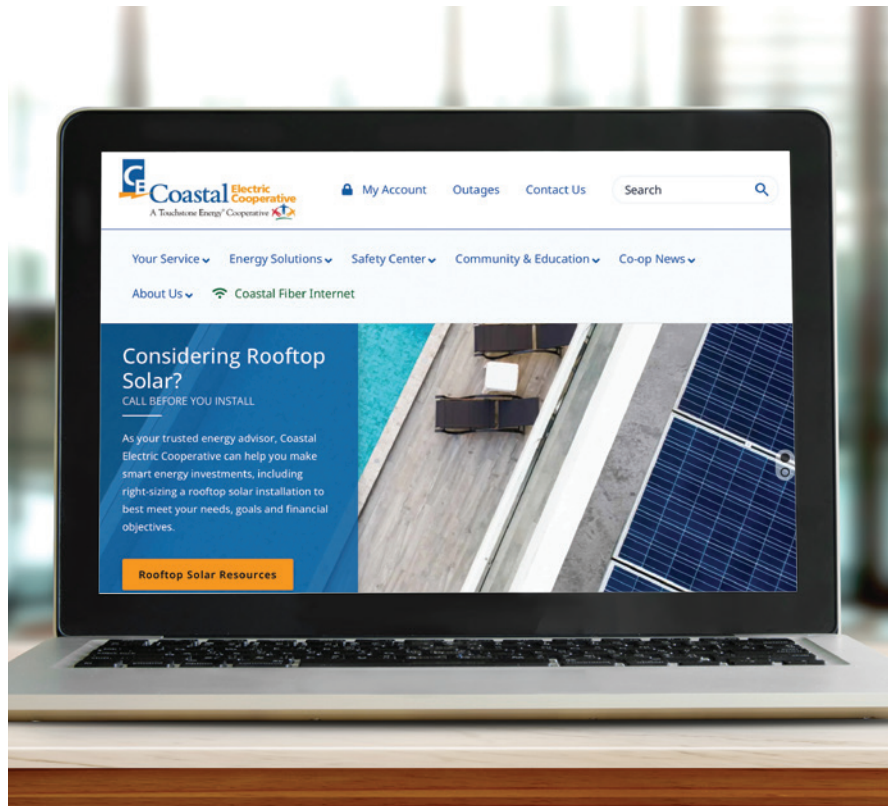 CE
Coastal Electric Cooperative
A Touchstone Energy® Cooperative
My Account Outages Contact Us Search
Your Service Energy Solutions Safety Center Community & Education Co-op News
About Us Coastal Fiber Internet
Considering Rooftop
Solar?
CALL BEFORE YOU INSTALL
As your trusted energy advisor, Coastal
Electric Cooperative can help you make
smart energy investments, including
right-sizing a rooftop solar installation to
best meet your needs, goals and financial
objectives.
Rooftop Solar Resources